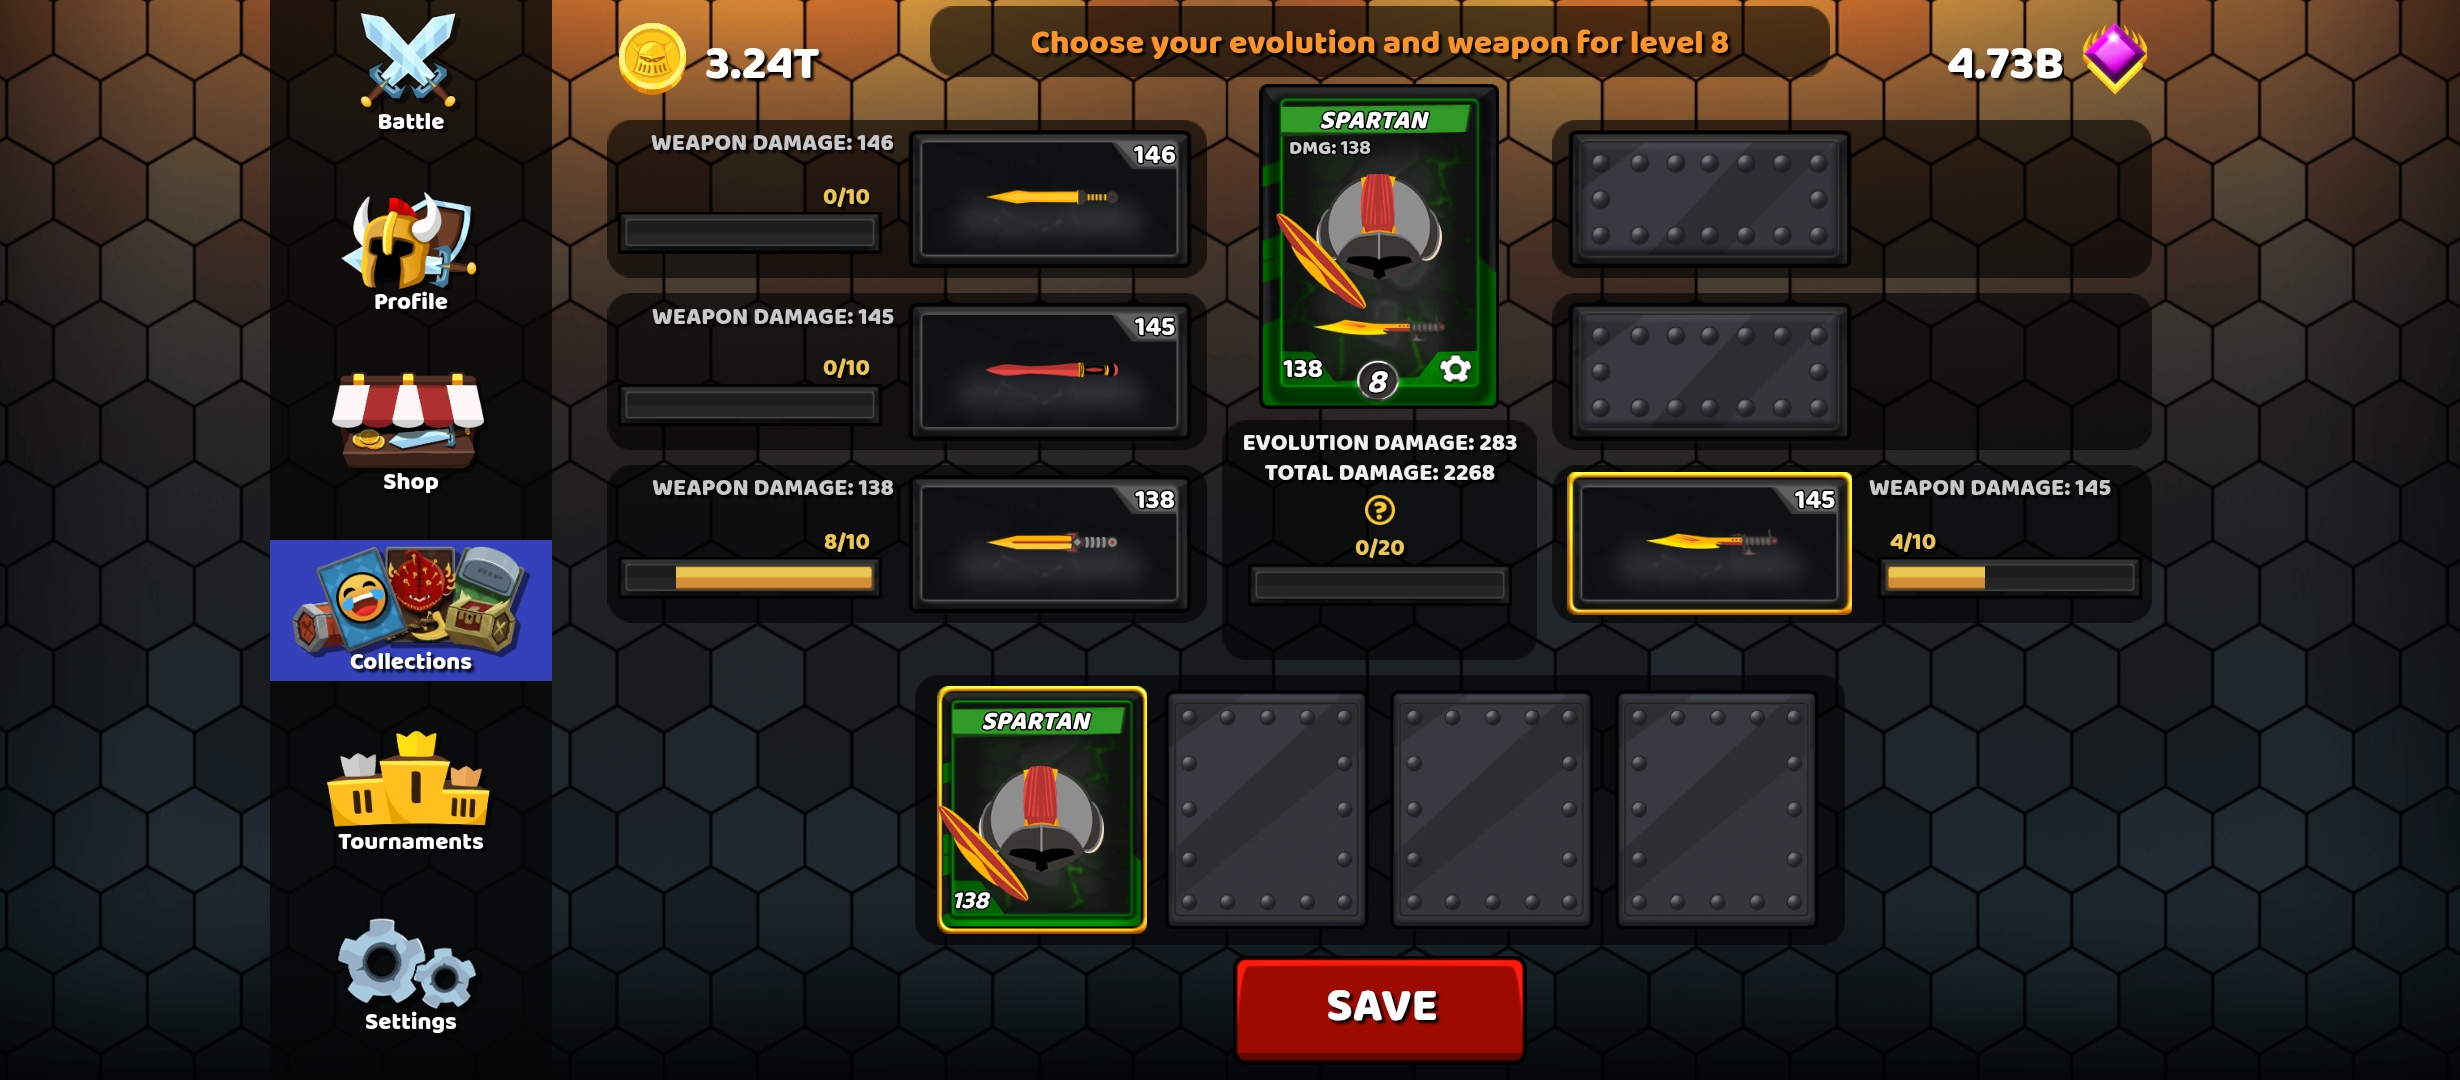 Battle
Profile
Shop
Collections
Tournaments
Settings
3.24T
Choose your evolution and weapon for level 8
4.73B
WEAPON DAMAGE: 146
0/10
146
WEAPON DAMAGE: 145
0/10
145
WEAPON DAMAGE: 138
8/10
138
SPARTAN
DMG: 138
138
8
EVOLUTION DAMAGE: 283
TOTAL DAMAGE: 2268
?
0/20
145
WEAPON DAMAGE: 145
4/10
SPARTAN
138
SAVE